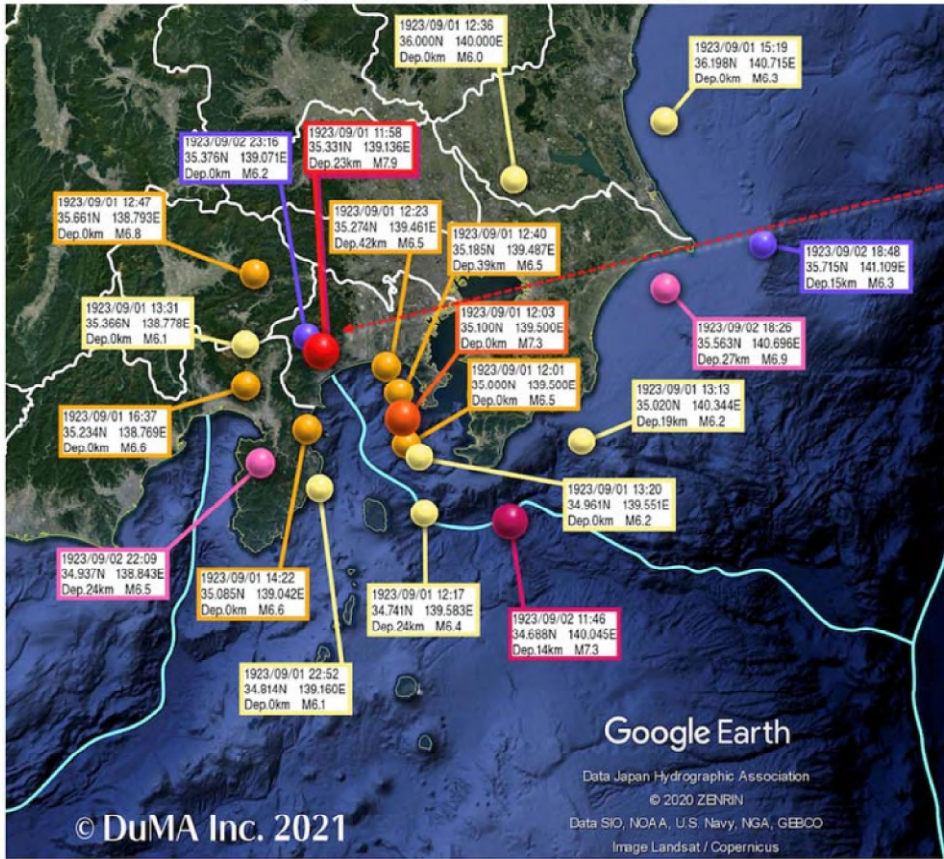 1923/09/01 12:36
36.000N 140.000E
Dep.0km M6.0
1923/09/01 15:19
36.198N 140.715E
Dep.0km M6.3
1923/09/02 23:16
35.376N 139.071E
Dep.0km M6.2
1923/09/01 11:58
35.331N 139.136E
Dep.23km M7.9
1923/09/01 12:47
35.661N 138.793E
Dep.0km M6.8
1923/09/01 12:23
35.274N 139.461E
Dep.42km M6.5
1923/09/01 12:40
35.185N 139.487E
Dep.39km M6.5
1923/09/02 18:48
35.715N 141.109E
Dep.15km M6.3
1923/09/01 13:31
35.366N 138.778E
Dep.0km M6.1
1923/09/01 12:03
35.100N 139.500E
Dep.0km M7.3
1923/09/02 18:26
35.563N 140.696E
Dep.27km M6.9
1923/09/01 12:01
35.000N 139.500E
Dep.0km M6.5
1923/09/01 13:13
35.020N 140.344E
Dep.19km M6.2
1923/09/01 16:37
35.234N 138.769E
Dep.0km M6.6
1923/09/01 13:20
34.961N 139.551E
Dep.0km M6.2
1923/09/02 22:09
34.937N 138.843E
Dep.24km M6.5
1923/09/01 14:22
35.085N 139.042E
Dep.0km M6.6
1923/09/01 12:17
34.741N 139.583E
Dep.24km M6.4
1923/09/02 11:46
34.688N 140.045E
Dep.14km M7.3
1923/09/01 22:52
34.814N 139.160E
Dep.0km M6.1
Google Earth
Data Japan Hydrographic Association
© 2020 ZENRIN
Data SIO, NOAA, U.S. Navy, NGA, GEBCO
Image Landsat / Copernicus
© DuMA Inc. 2021